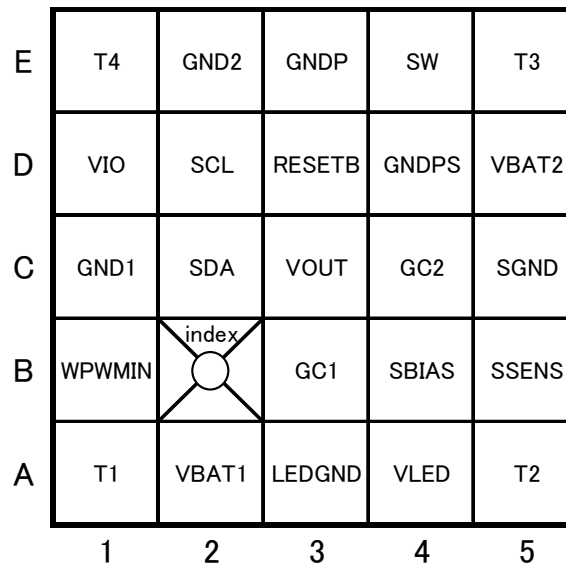 E T4 GND2 GNDP SW T3
D VIO SCL RESETB GNDPS VBAT2
C GND1 SDA VOUT GC2 SGND
index
B WPWMIN GC1 SBIAS SSENS
A T1 VBAT1 LEDGND VLED T2
1 2 3 4 5